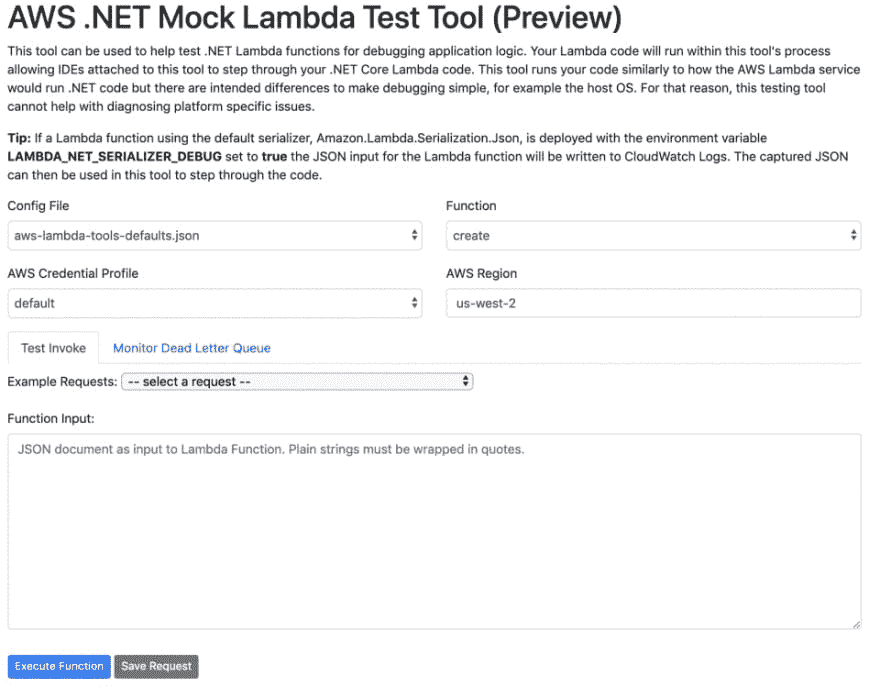 AWS .NET Mock Lambda Test Tool (Preview)
This tool can be used to help test .NET Lambda functions for debugging application logic. Your Lambda code will run within this tool's process
allowing IDEs attached to this tool to step through your .NET Core Lambda code. This tool runs your code similarly to how the AWS Lambda service
would run .NET code but there are intended differences to make debugging simple, for example the host OS. For that reason, this testing tool
cannot help with diagnosing platform specific issues.
Tip: If a Lambda function using the default serializer, Amazon.Lambda.Serialization.Json, is deployed with the environment variable
LAMBDA_NET_SERIALIZER_DEBUG set to true the JSON input for the Lambda function will be written to CloudWatch Logs. The captured JSON
can then be used in this tool to step through the code.
Config File
Function
aws-lambda-tools-defaults.json
create
AWS Credential Profile
AWS Region
default
us-west-2
Test Invoke
Monitor Dead Letter Queue
Example Requests: -- select a request --
Function Input:
JSON document as input to Lambda Function. Plain strings must be wrapped in quotes.
Execute Function
Save Request